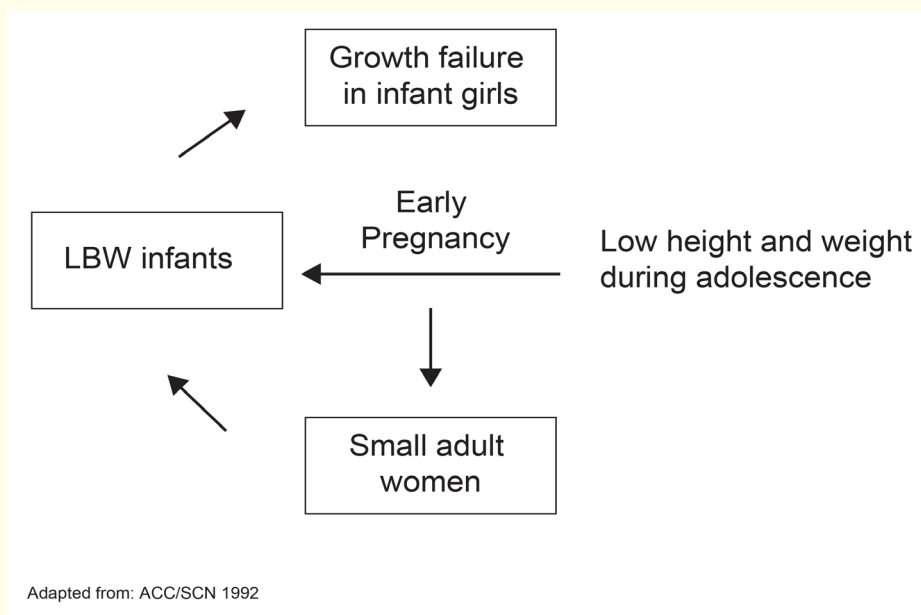 Growth failure
in infant girls
Early
Pregnancy
LBW infants
Low height and weight
during adolescence
Small adult
women
Adapted from: ACC/SCN 1992